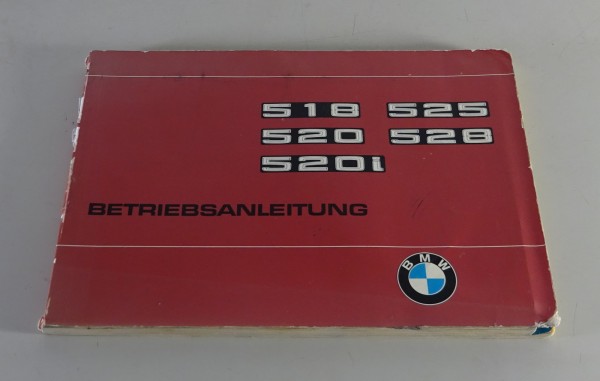 518 525
520 528
520i
BETRIEBSANLEITUNG
BMW